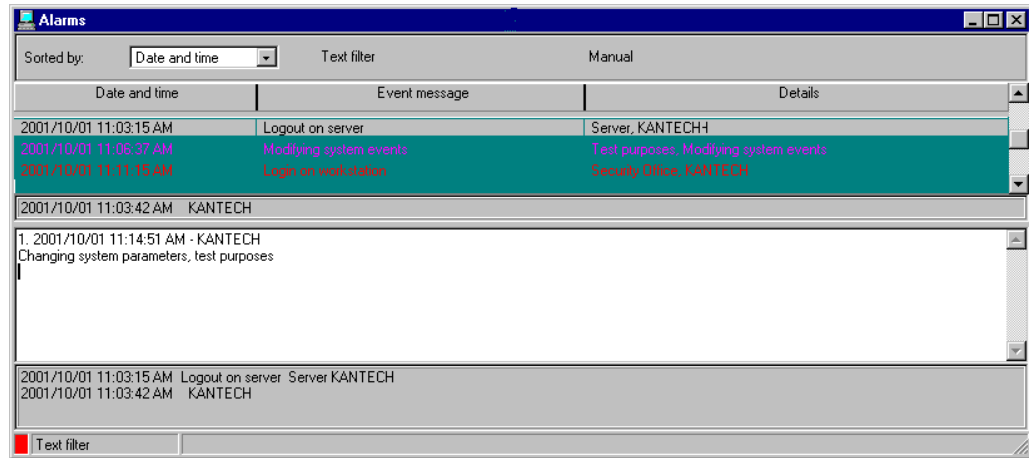 Alarms
Sorted by: Date and time Text filter Manual
Date and time Event message Details
2001/10/01 11:03:15 AM Logout on server Server, KANTECH
2001/10/01 11:06:37 AM Modifying system events Test purposes, Modifying system events
2001/10/01 11:11:15 AM Login on workstation Security Office, KANTECH
2001/10/01 11:03:42 AM KANTECH
1. 2001/10/01 11:14:51 AM - KANTECH
Changing system parameters, test purposes
2001/10/01 11:03:15 AM Logout on server Server KANTECH
2001/10/01 11:03:42 AM KANTECH
Text filter